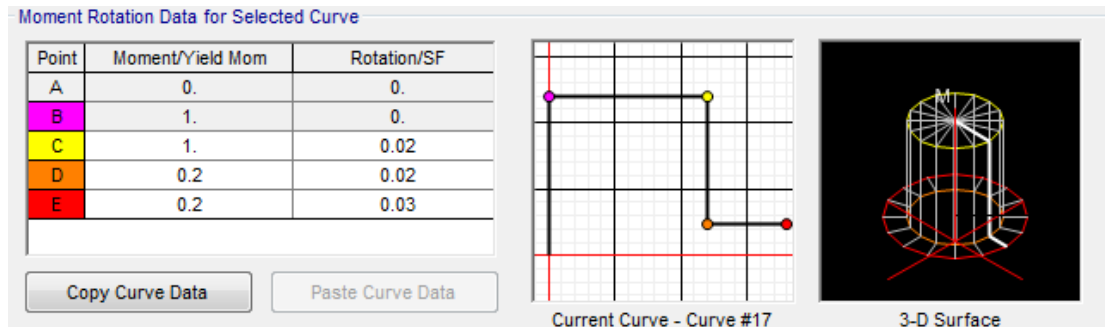 Moment Rotation Data for Selected Curve
Point Moment/Yield Mom Rotation/SF
A 0. 0.
B 1. 0.
C 1. 0.02
D 0.2 0.02
E 0.2 0.03
Copy Curve Data Paste Curve Data
Current Curve - Curve #17
M
3-D Surface